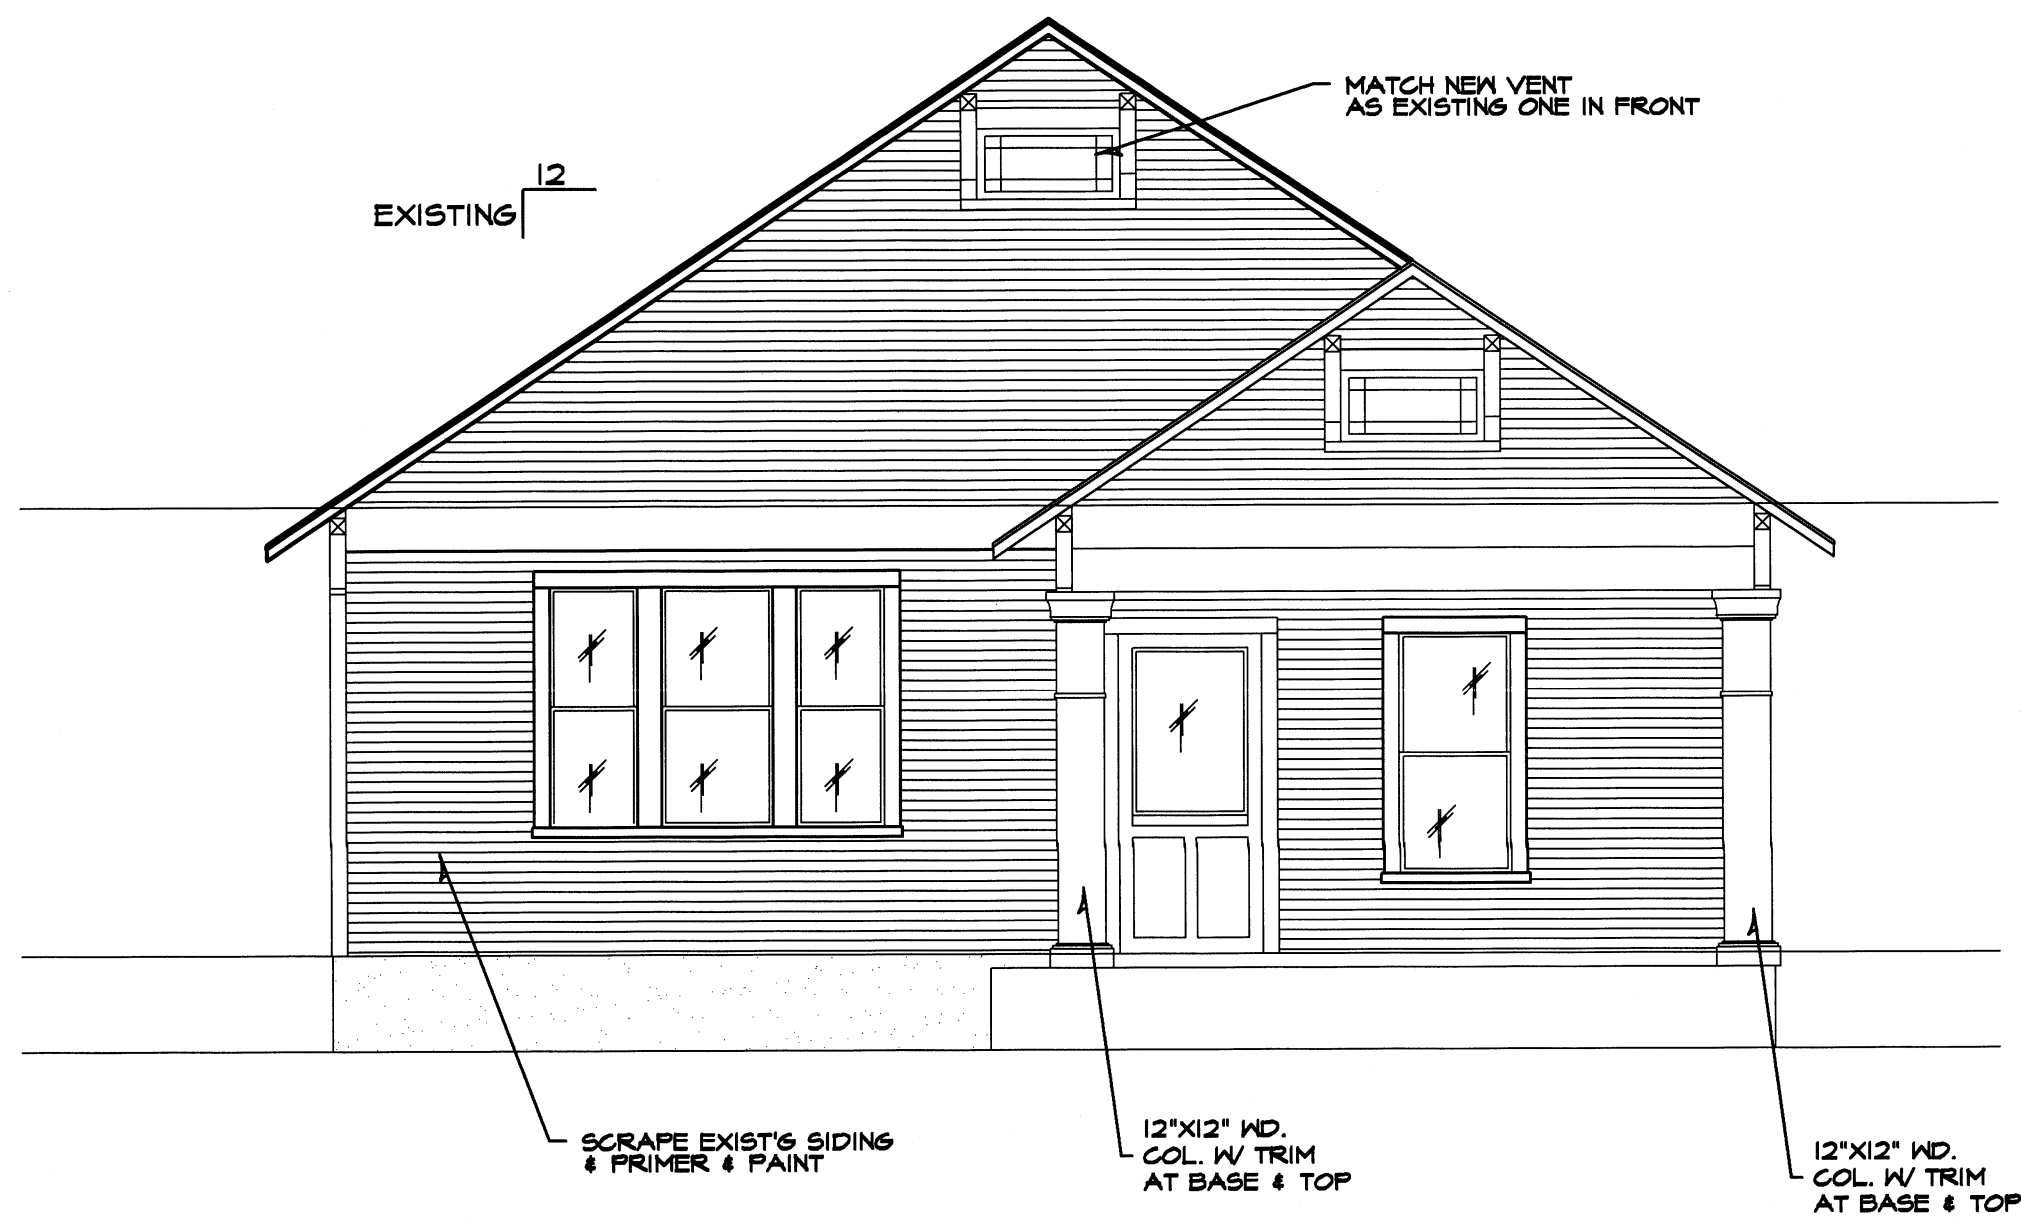 MATCH NEW VENT
AS EXISTING ONE IN FRONT
12
EXISTING
SCRAPE EXIST'G SIDING
& PRIMER & PAINT
12"X12" WD.
COL. W/ TRIM
AT BASE & TOP
12"X12" WD.
COL. W/ TRIM
AT BASE & TOP